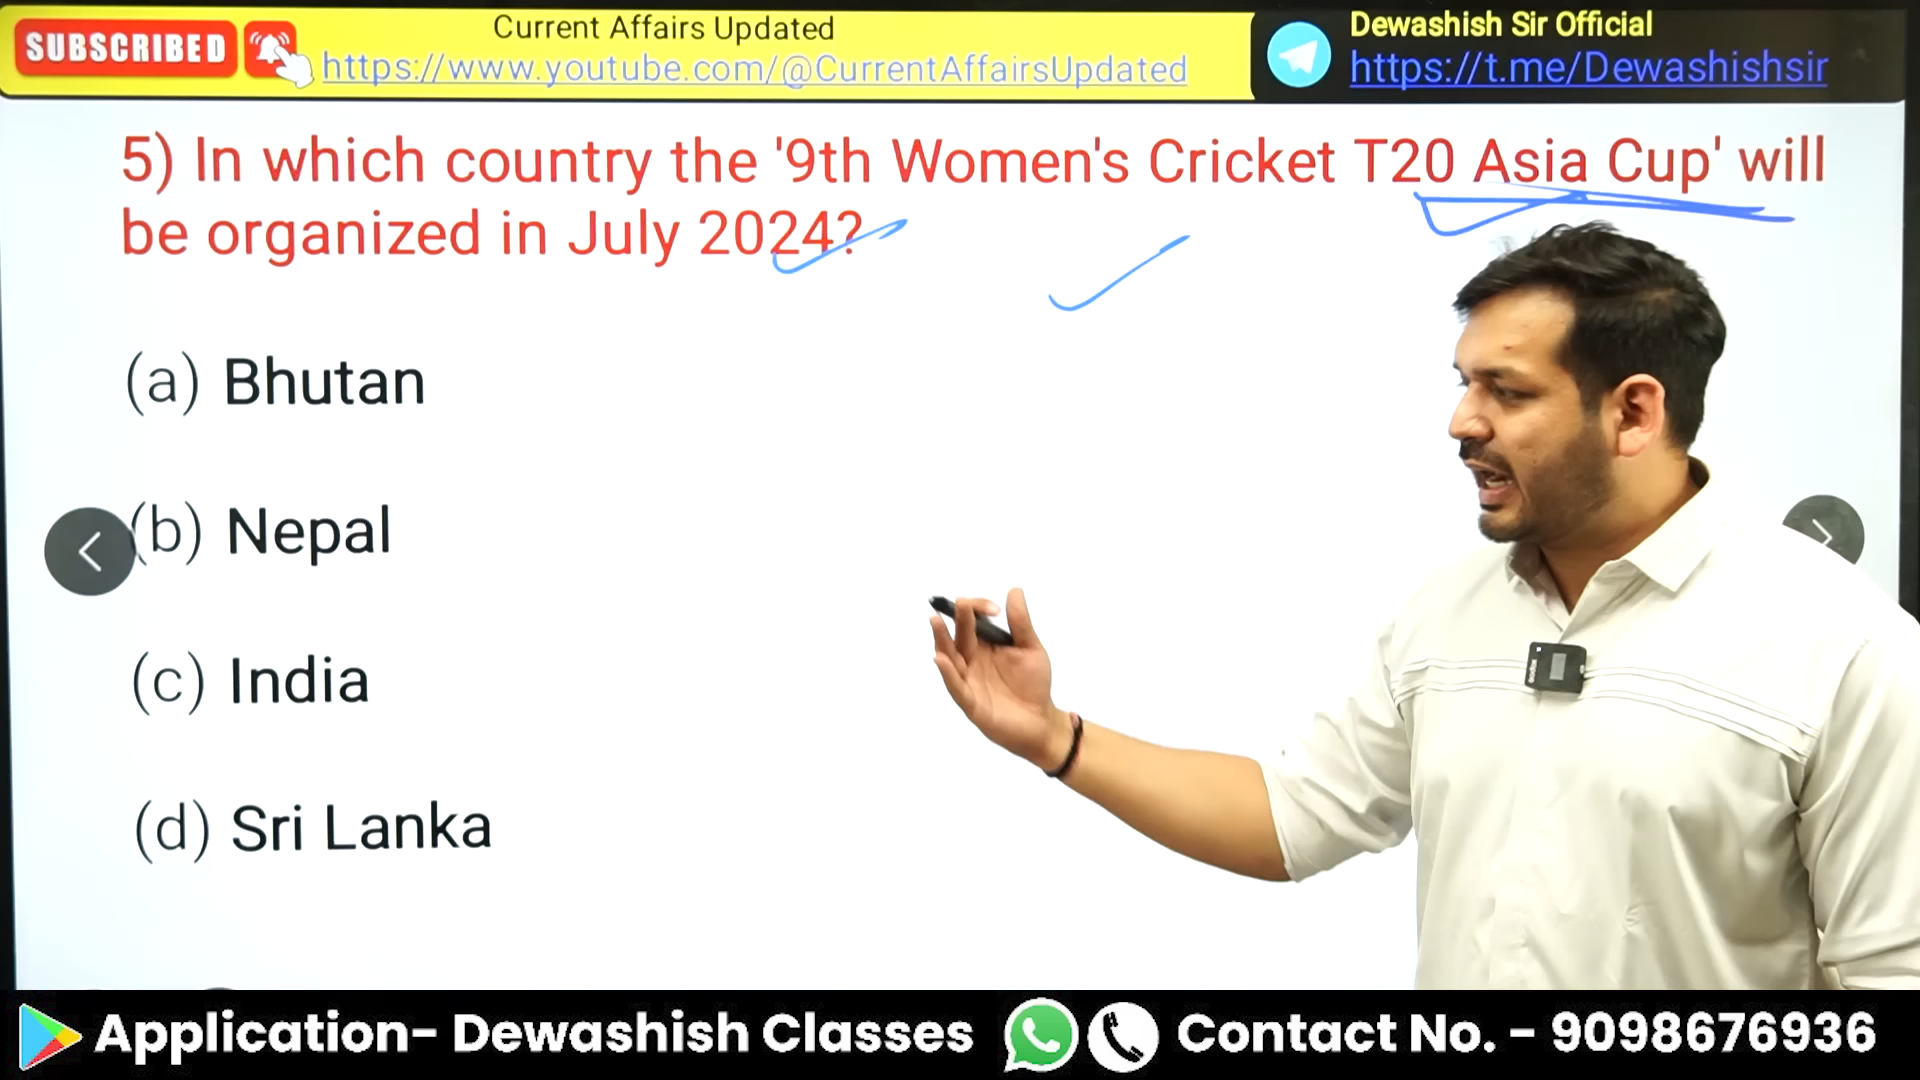 SUBSCRIBED
Current Affairs Updated
https://www.youtube.com/@CurrentAffairsUpdated
Dewashish Sir Official
https://t.me/Dewashishsir
5) In which country the '9th Women's Cricket T20 Asia Cup' will
be organized in July 2024?
(a) Bhutan
(b) Nepal
(c) India
(d) Sri Lanka
Application- Dewashish Classes
Contact No. - 9098676936